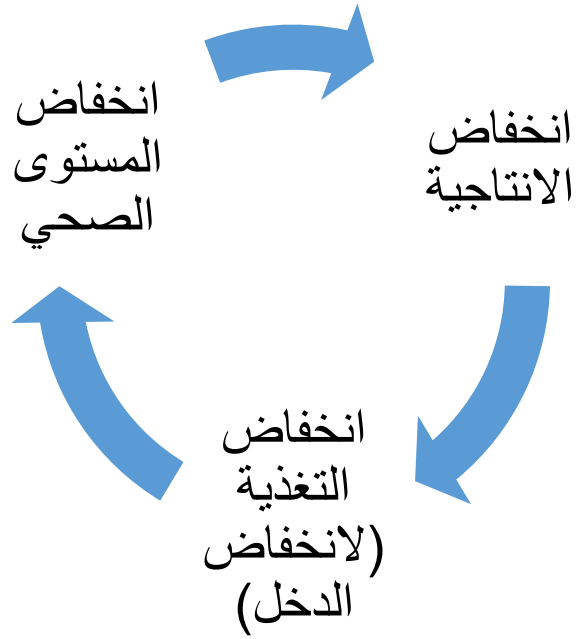 انخفاض
الانتاجية
انخفاض
التغذية
(لانخفاض
الدخل)
انخفاض
المستوى
الصحي